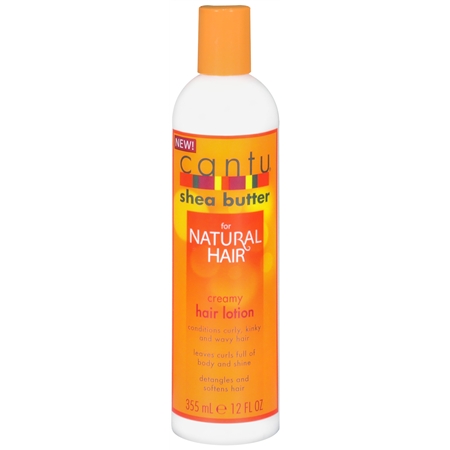 NEW!
cantu
shea butter
for
NATURAL
HAIR
creamy
hair lotion
conditions curly, kinky
and wavy hair
leaves curls full of
body and shine
detangles and
softens hair
355 mL ℮ 12 FL OZ